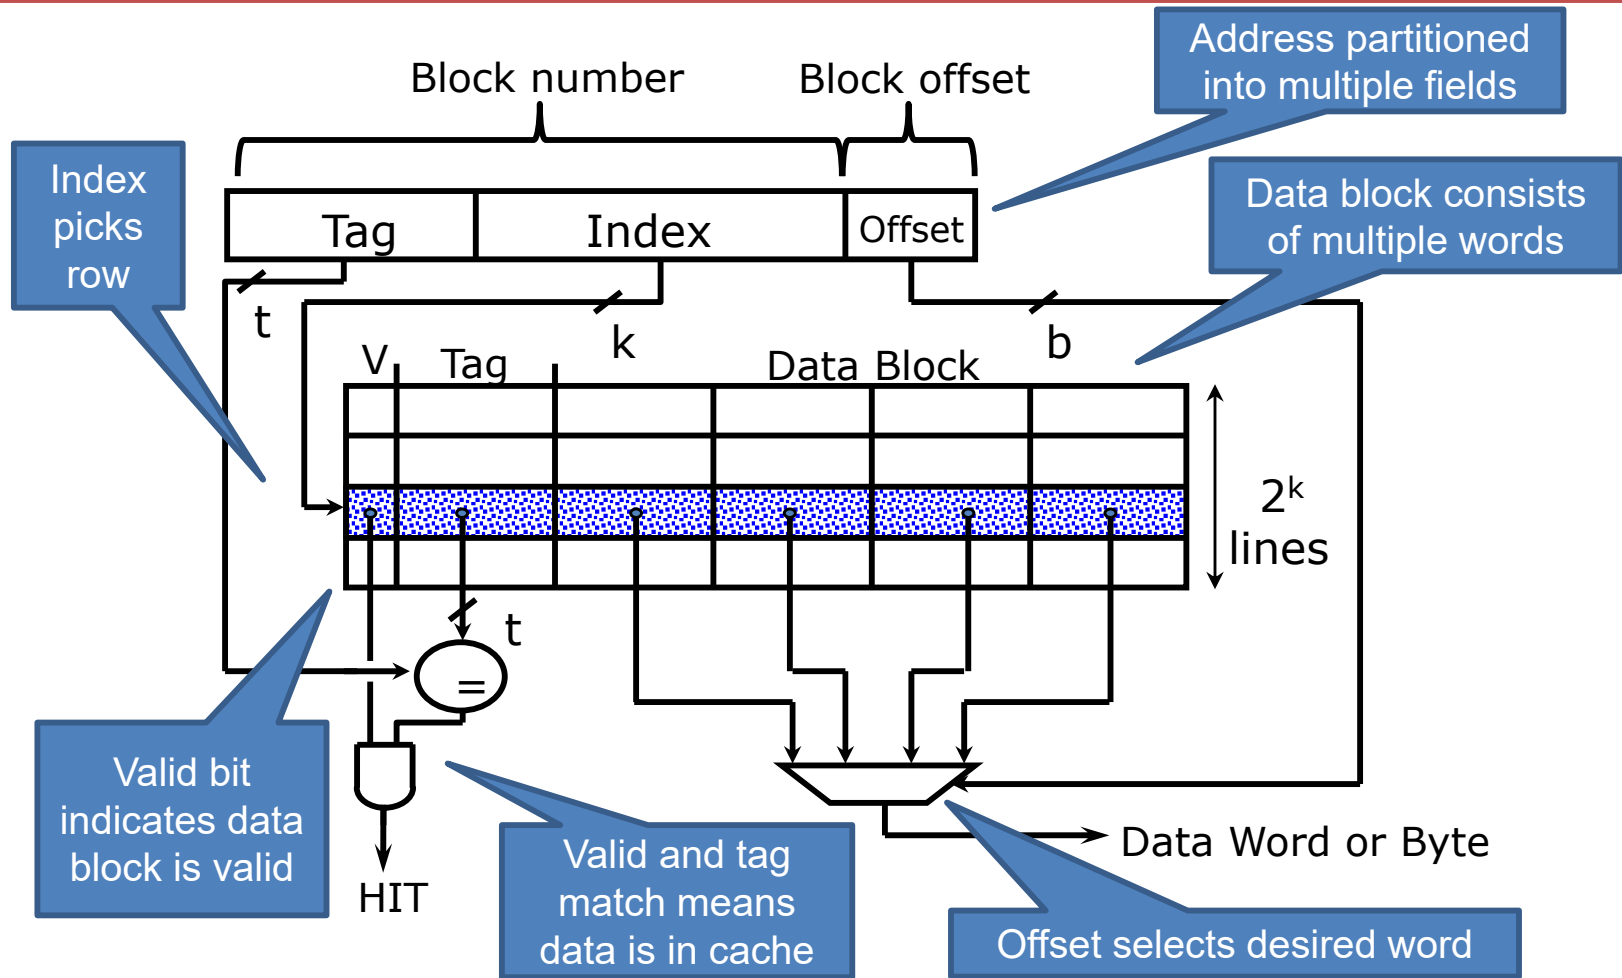 Address partitioned
into multiple fields
Block number
Block offset
Index
picks
row
Data block consists
of multiple words
Tag
Index
Offset
t
k
b
V
Tag
Data Block
2ᵏ
lines
t
=
Valid bit
indicates data
block is valid
HIT
Valid and tag
match means
data is in cache
Data Word or Byte
Offset selects desired word